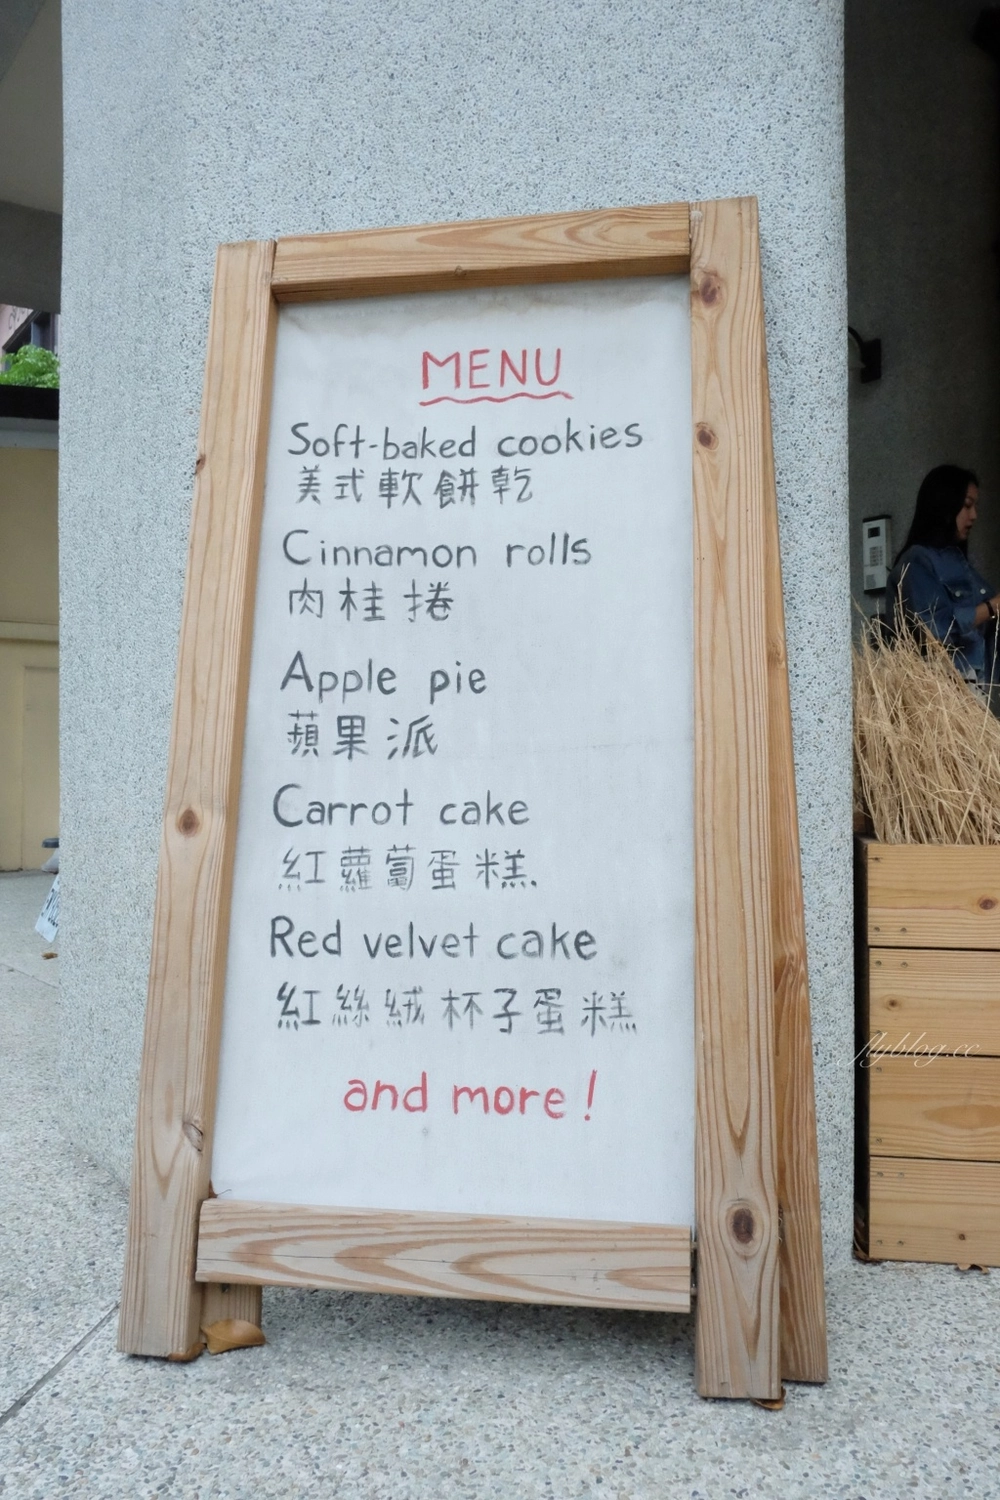 MENU
Soft-baked cookies
美式軟餅乾
Cinnamon rolls
肉桂捲
Apple pie
蘋果派
Carrot cake
紅蘿蔔蛋糕
Red velvet cake
紅絲絨杯子蛋糕
and more!
flyblog.cc